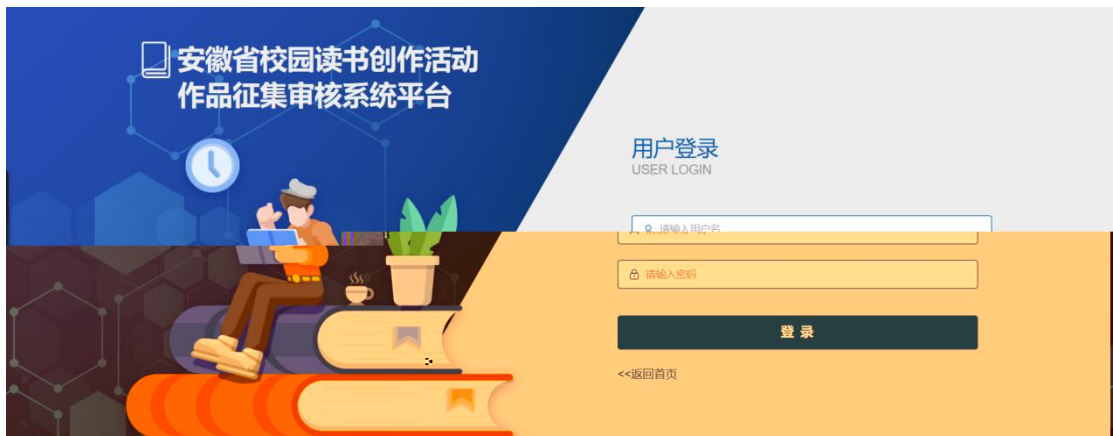 安徽省校园读书创作活动
作品征集审核系统平台
用户登录
USER LOGIN
请输入用户名
请输入密码
登 录
<<返回首页